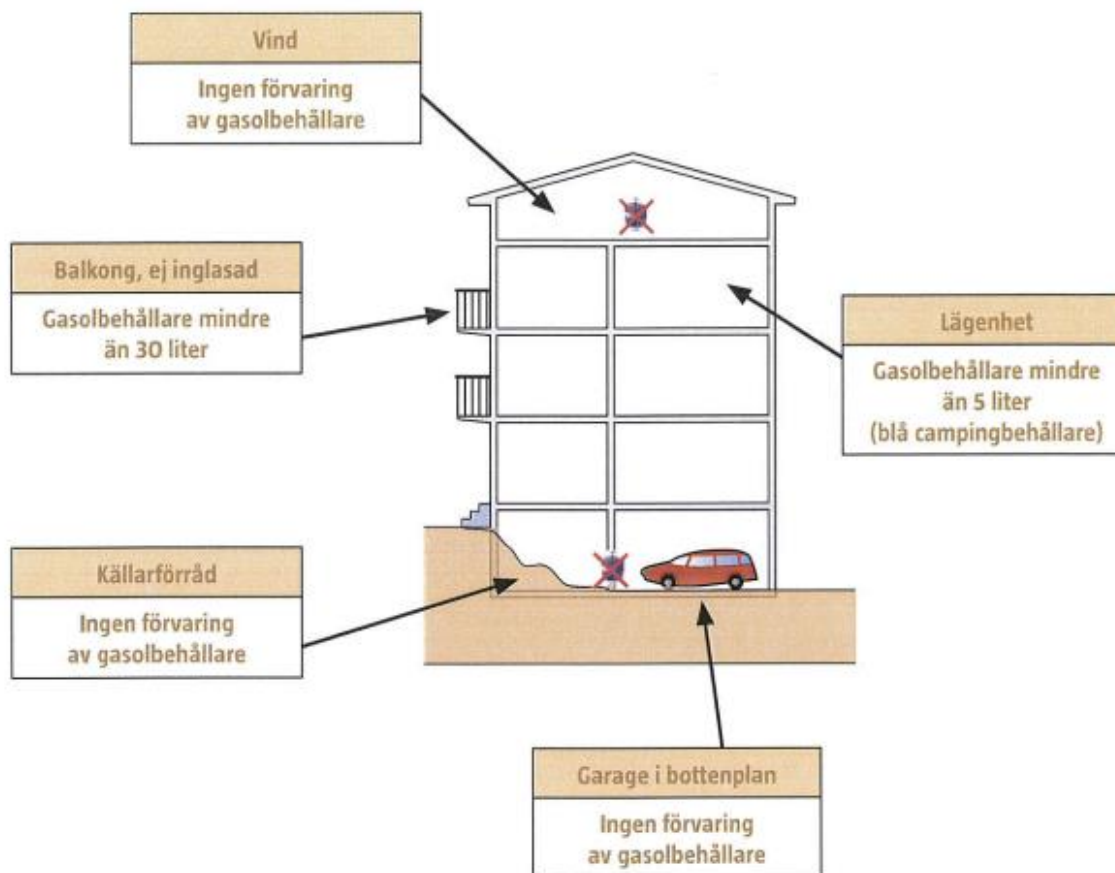 Vind
Ingen förvaring
av gasolbehållare
Balkong, ej inglasad
Gasolbehållare mindre
än 30 liter
Lägenhet
Gasolbehållare mindre
än 5 liter
(blå campingbehållare)
Källarförråd
Ingen förvaring
av gasolbehållare
Garage i bottenplan
Ingen förvaring
av gasolbehållare